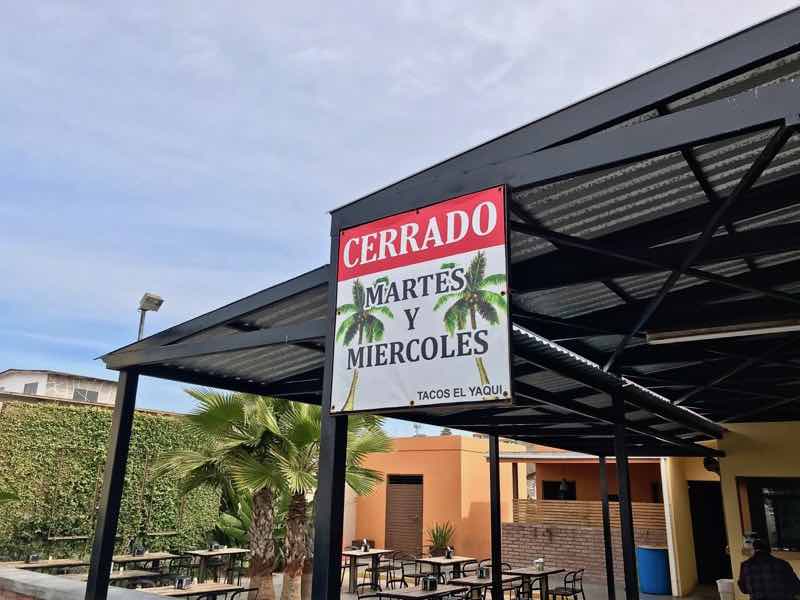 CERRADO
MARTES
Y
MIERCOLES
TACOS EL YAQUI